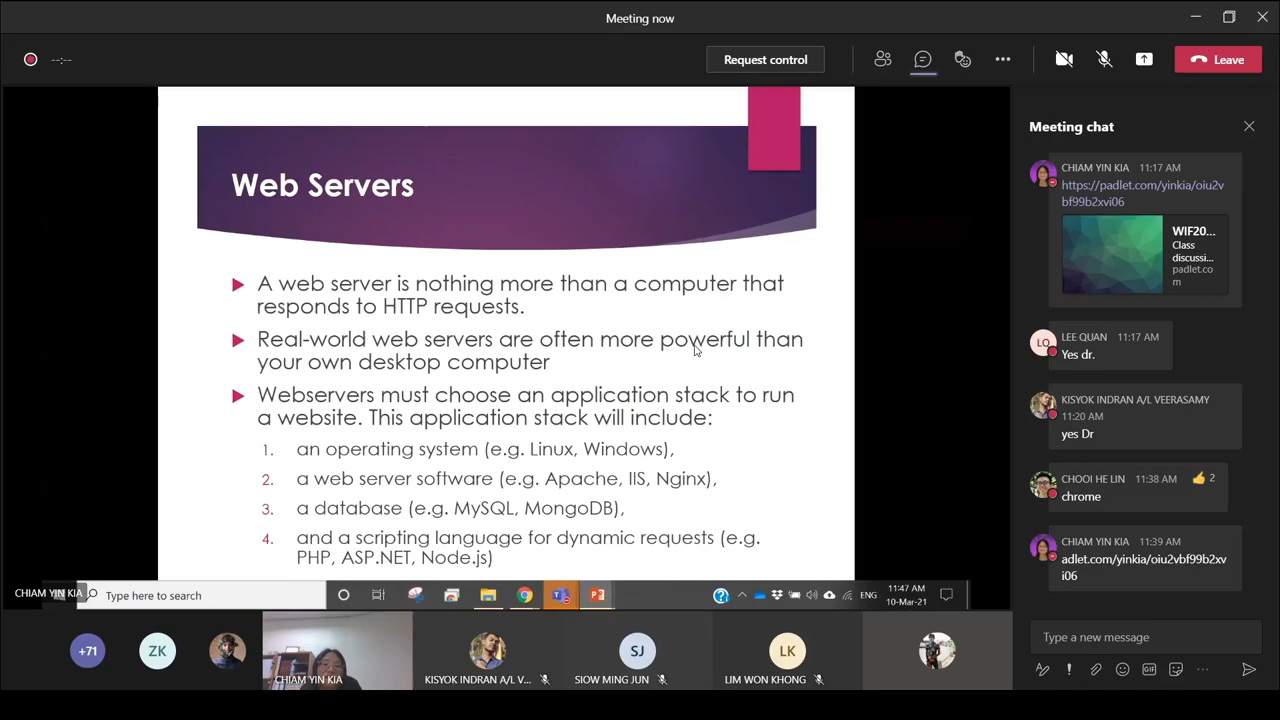 Meeting now
--:--
Request control
Leave
Web Servers
A web server is nothing more than a computer that
responds to HTTP requests.
Real-world web servers are often more powerful than
your own desktop computer
Webservers must choose an application stack to run
a website. This application stack will include:
1. an operating system (e.g. Linux, Windows),
2. a web server software (e.g. Apache, IIS, Nginx),
3. a database (e.g. MySQL, MongoDB),
4. and a scripting language for dynamic requests (e.g.
PHP, ASP.NET, Node.js)
CHIAM YIN KIA
Type here to search
ENG
11:47 AM
10-Mar-21
+71
ZK
CHIAM YIN KIA
KISYOK INDRAN A/L V...
SJ
SIOW MING JUN
LK
LIM WON KHONG
Meeting chat
CHIAM YIN KIA 11:17 AM
https://padlet.com/yinkia/oiu2v
bf99b2xvi06
WIF20...
Class
discussi...
padlet.co
m
LQ
LEE QUAN 11:17 AM
Yes dr.
KISYOK INDRAN A/L VEERASAMY
11:20 AM
yes Dr
CHOOI HE LIN 11:38 AM 2
chrome
CHIAM YIN KIA 11:39 AM
adlet.com/yinkia/oiu2vbf99b2xv
i06
Type a new message
GIF